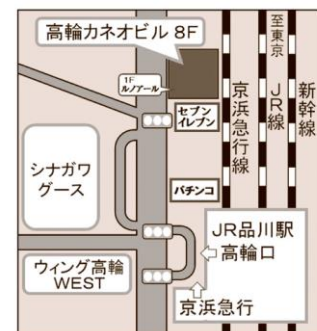 高輪カネオビル 8F
1F
ルノアール
セブン
イレブン
パチンコ
シナガワ
グース
ウィング高輪
WEST
京浜急行線
至東京
JR線
新幹線
JR品川駅
高輪口
京浜急行